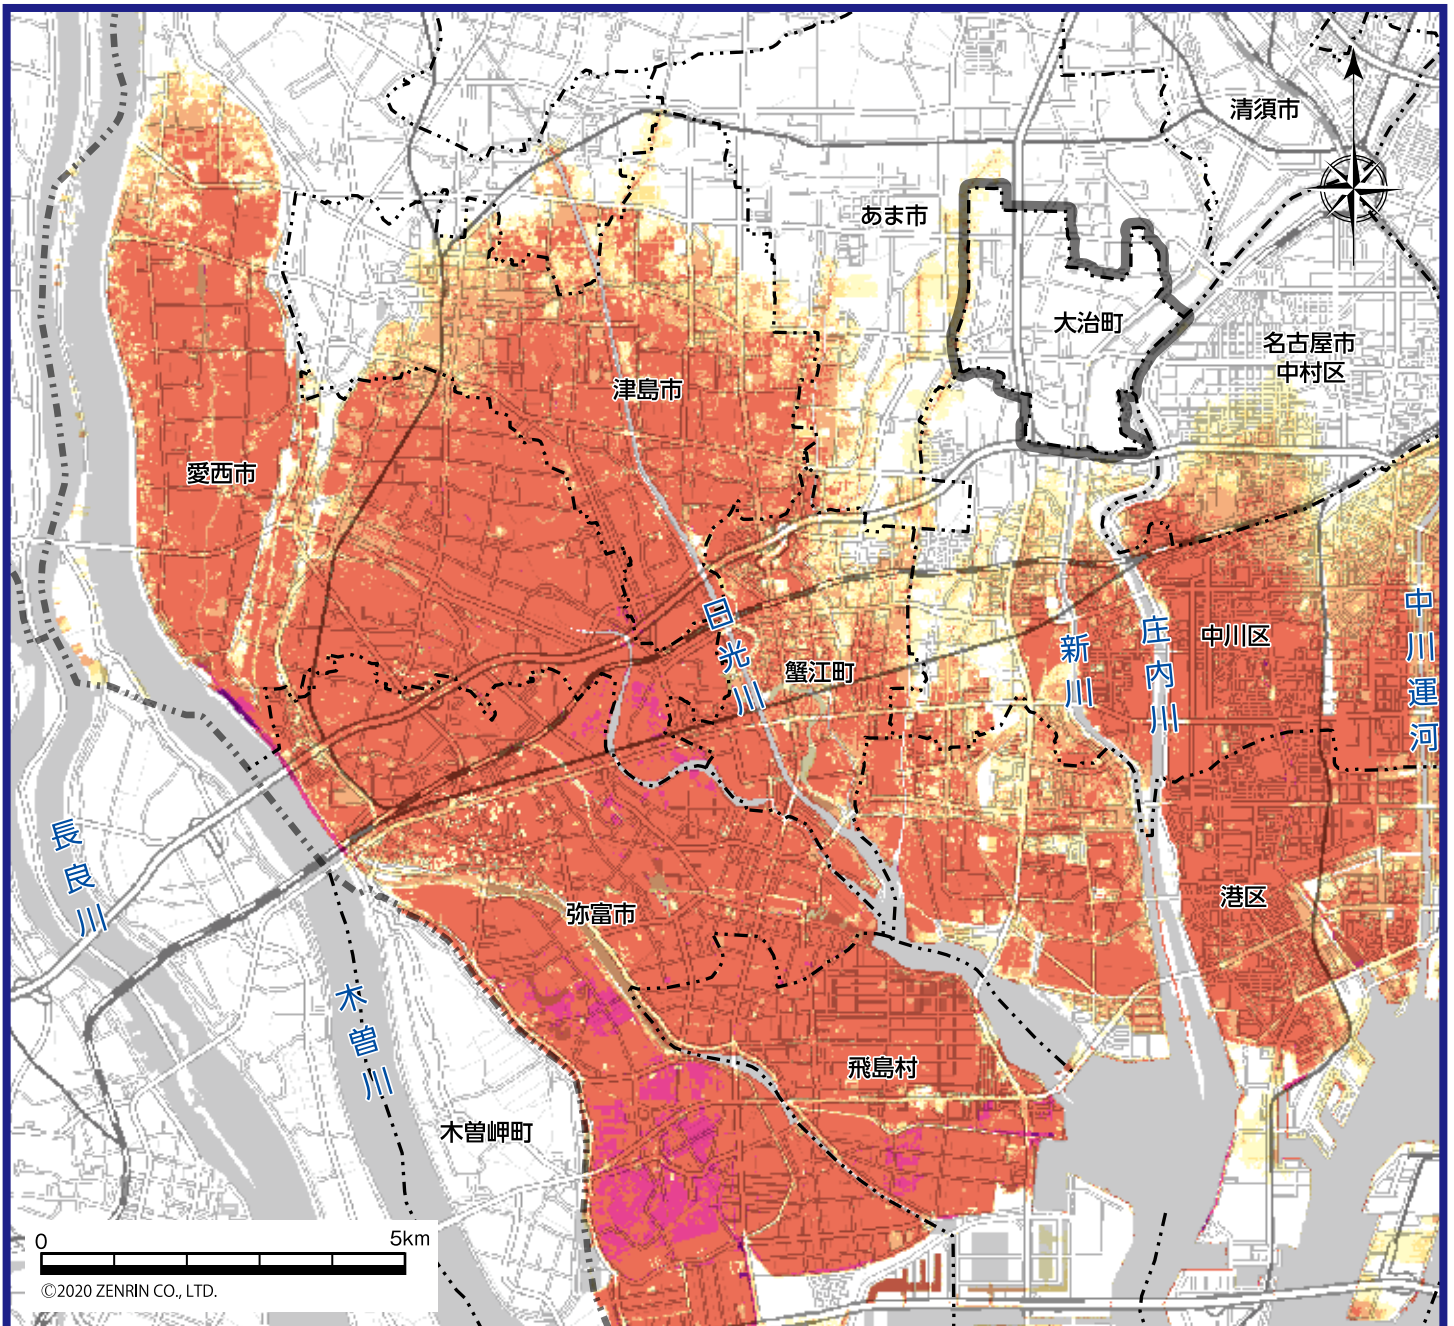 清須市
あま市
大治町
名古屋市
中村区
津島市
愛西市
日光川
蟹江町
新川
庄内川
中川区
中川運河
長良川
弥富市
港区
木曽川
飛島村
木曽岬町
0 5km
©2020 ZENRIN CO., LTD.